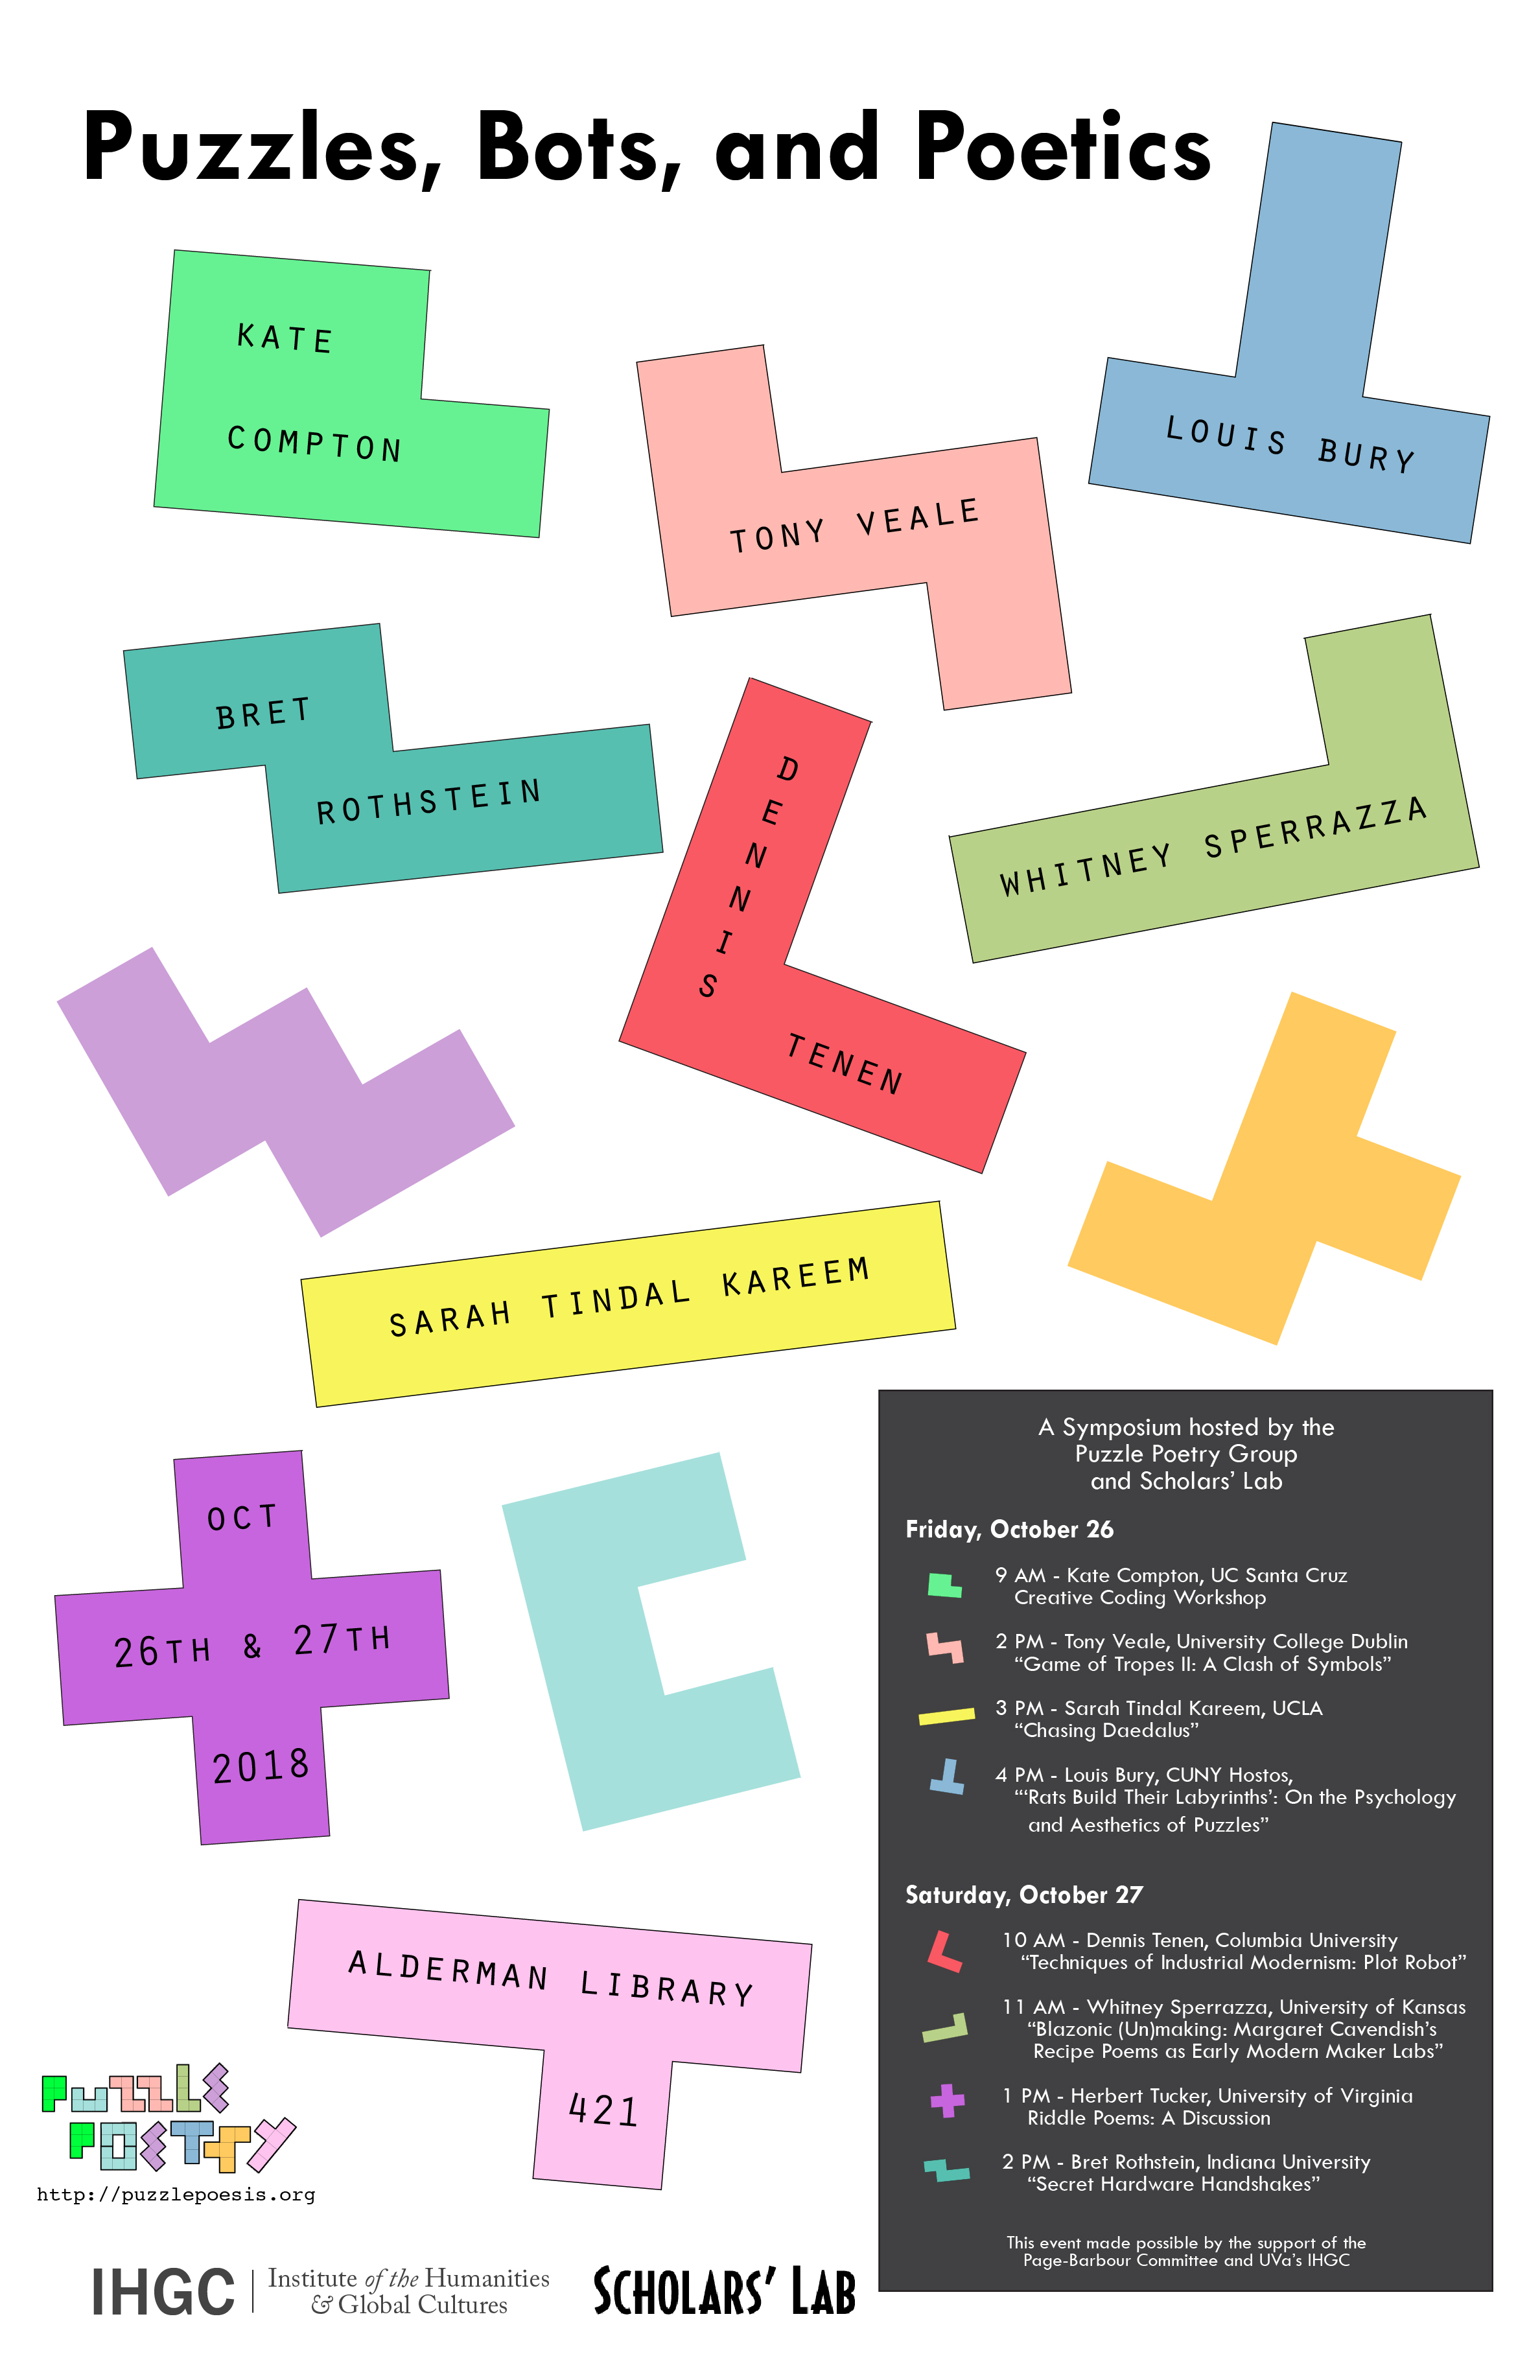 Puzzles, Bots, and Poetics
KATE
COMPTON
TONY VEALE
LOUIS BURY
BRET
ROTHSTEIN
DENNIS
TENEN
WHITNEY SPERRAZZA
SARAH TINDAL KAREEM
OCT
26TH & 27TH
2018
ALDERMAN LIBRARY
421
PUZZLE
POETRY
http://puzzlepoesis.org
IHGC
Institute of the Humanities
& Global Cultures
SCHOLARS' LAB
A Symposium hosted by the
Puzzle Poetry Group
and Scholars' Lab
Friday, October 26
9 AM - Kate Compton, UC Santa Cruz
Creative Coding Workshop
2 PM - Tony Veale, University College Dublin
“Game of Tropes II: A Clash of Symbols”
3 PM - Sarah Tindal Kareem, UCLA
“Chasing Daedalus”
4 PM - Louis Bury, CUNY Hostos,
“‘Rats Build Their Labyrinths’: On the Psychology
and Aesthetics of Puzzles”
Saturday, October 27
10 AM - Dennis Tenen, Columbia University
“Techniques of Industrial Modernism: Plot Robot”
11 AM - Whitney Sperrazza, University of Kansas
“Blazonic (Un)making: Margaret Cavendish’s
Recipe Poems as Early Modern Maker Labs”
1 PM - Herbert Tucker, University of Virginia
Riddle Poems: A Discussion
2 PM - Bret Rothstein, Indiana University
“Secret Hardware Handshakes”
This event made possible by the support of the
Page-Barbour Committee and UVa’s IHGC